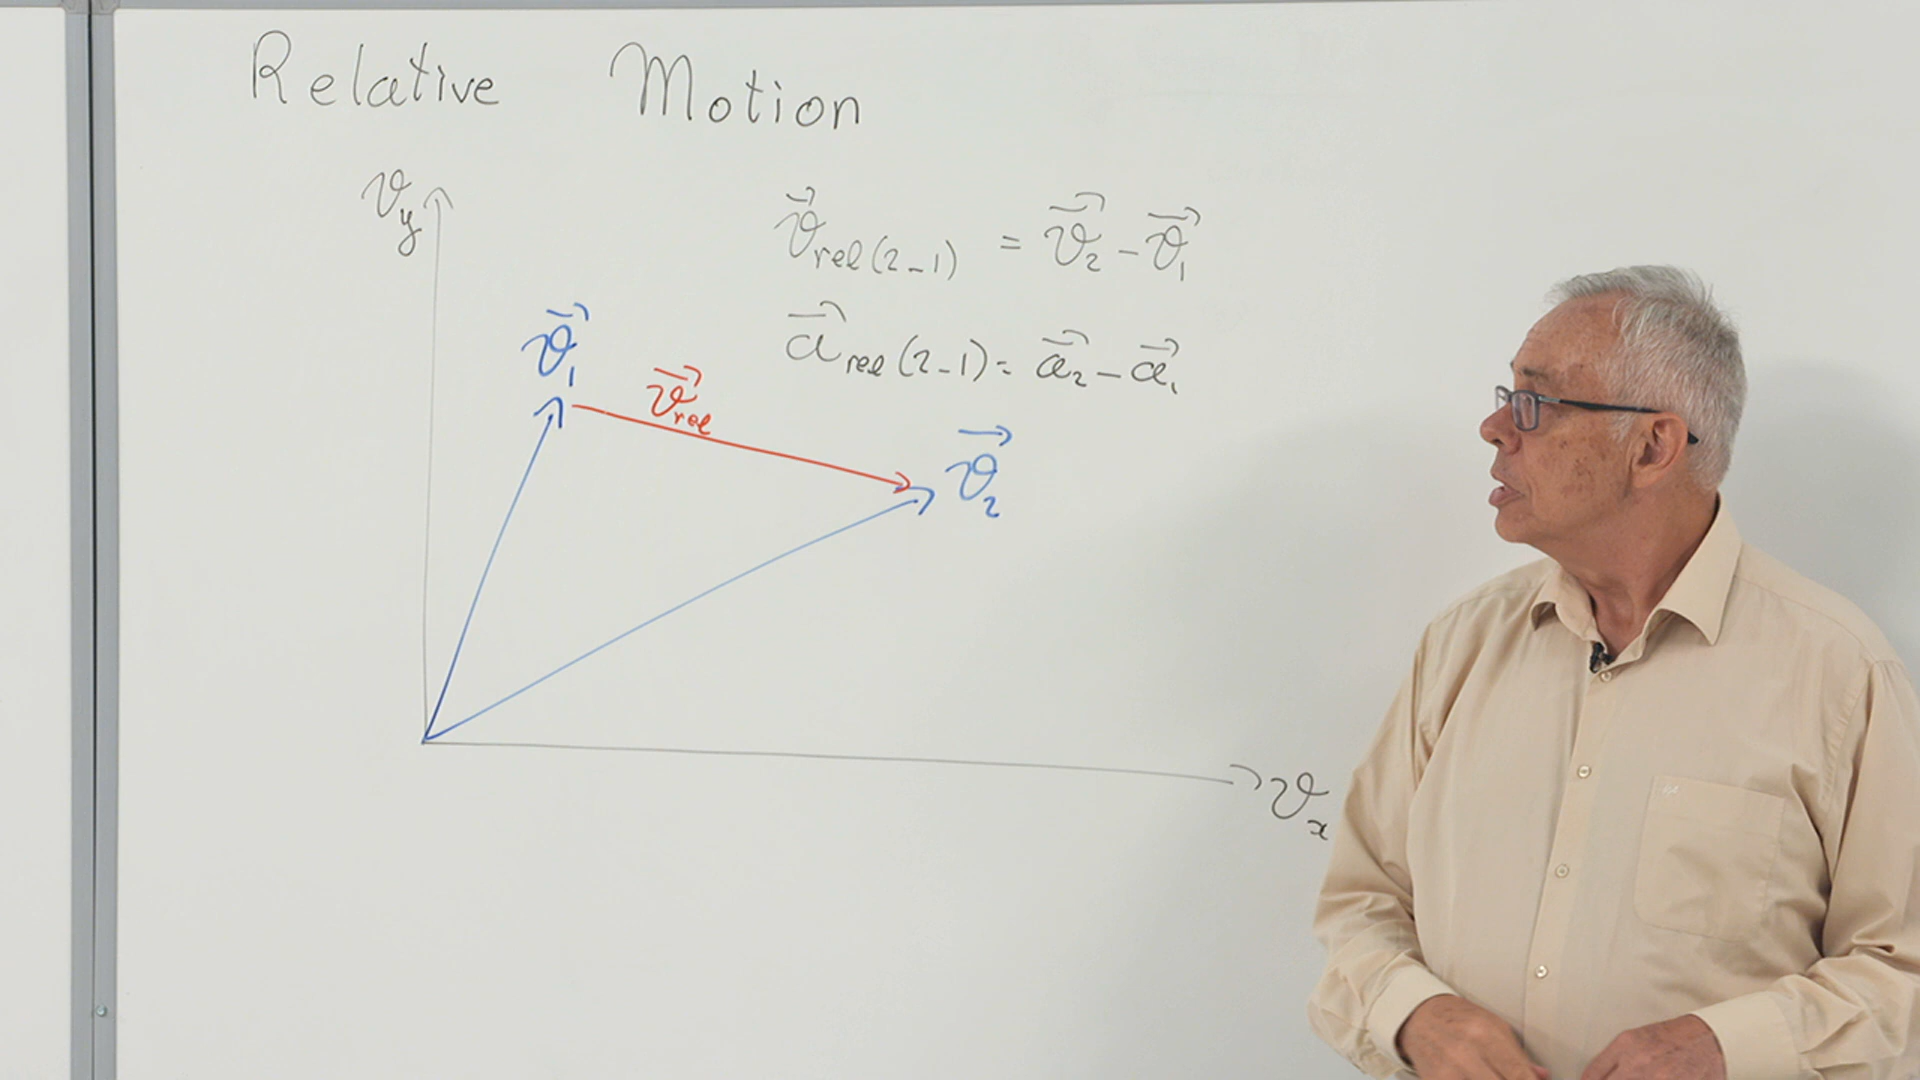 Relative Motion
v_y
v⃗_rel(2-1) = v⃗_2 - v⃗_1
a⃗_rel(2-1) = a⃗_2 - a⃗_1
v⃗_1
v⃗_rel
v⃗_2
v_x